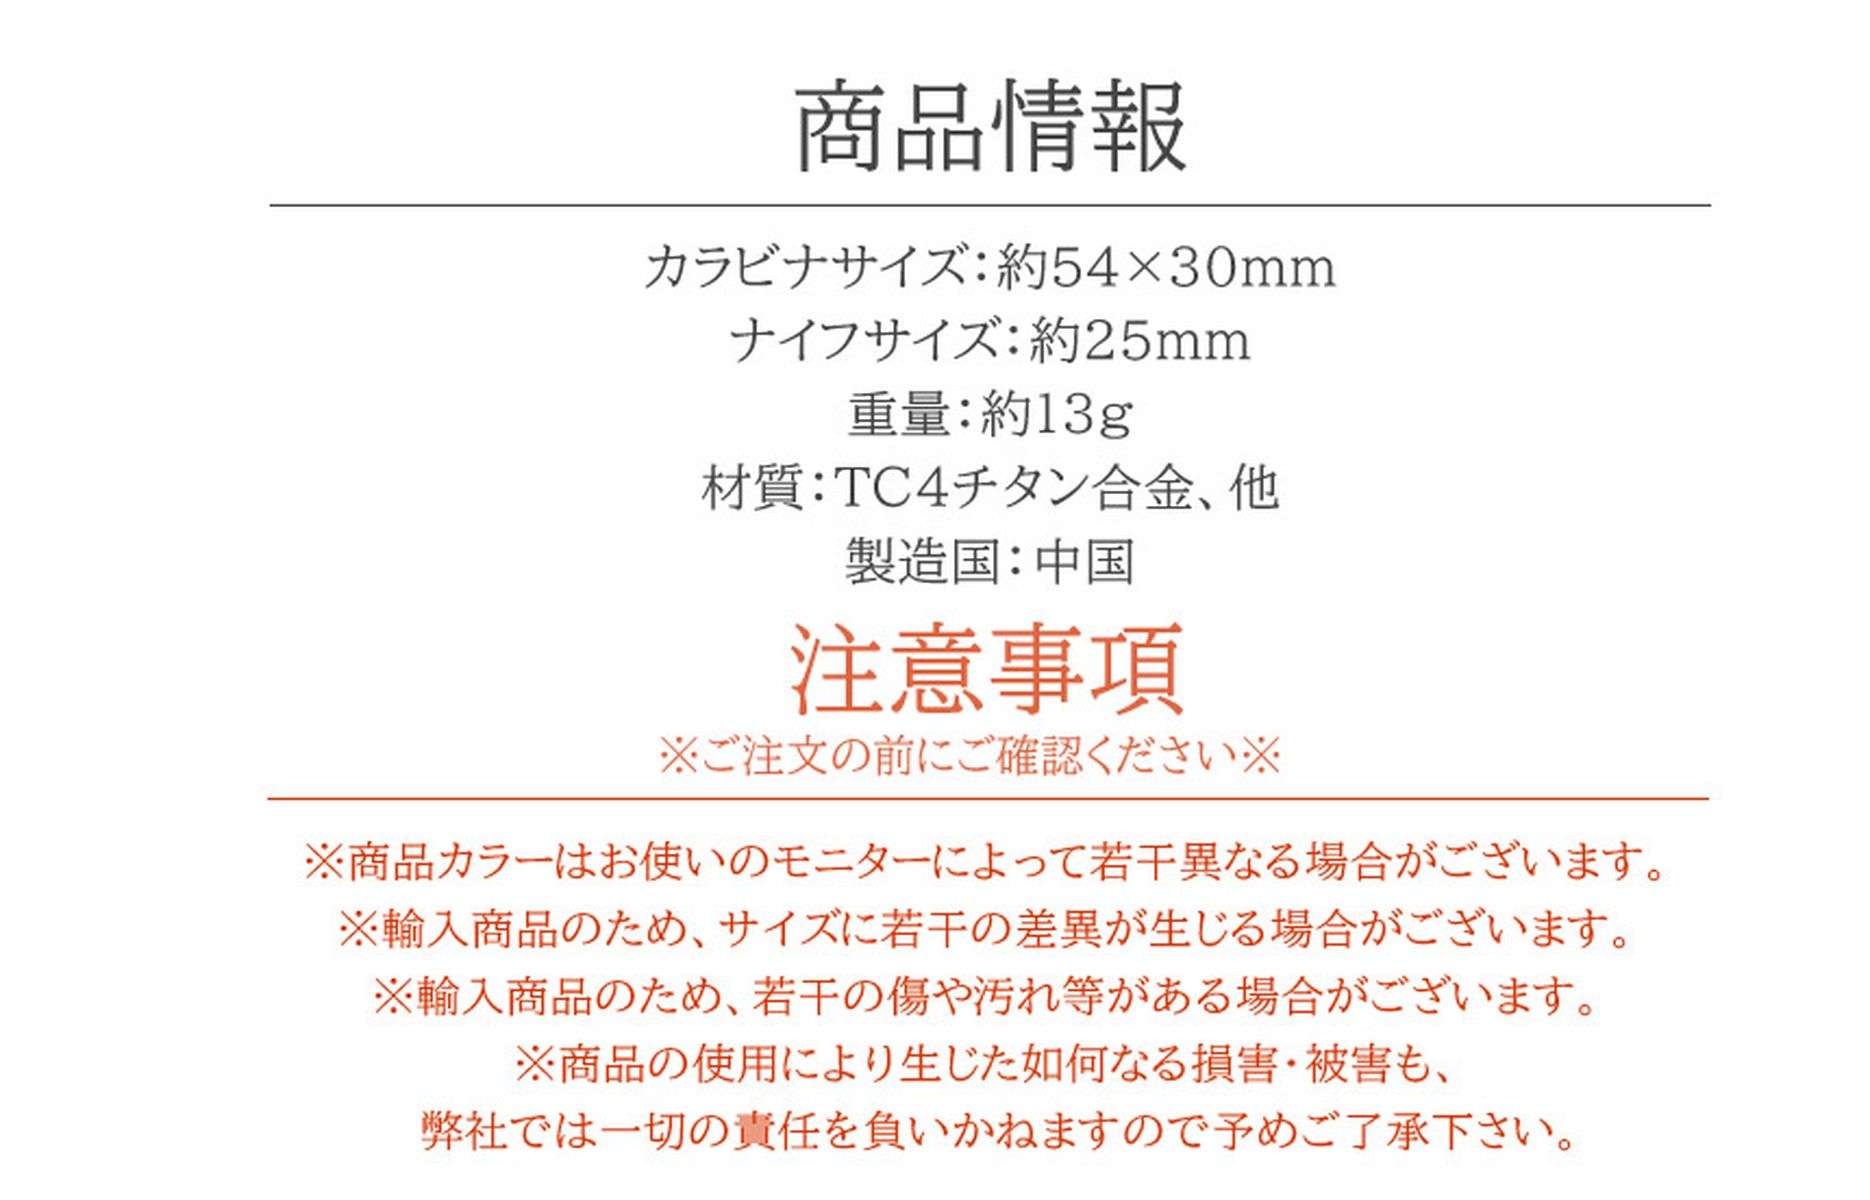 商品情報
カラビナサイズ：約54×30mm
ナイフサイズ：約25mm
重量：約13g
材質：TC4チタン合金、他
製造国：中国
注意事項
※ご注文の前にご確認ください※
※商品カラーはお使いのモニターによって若干異なる場合がございます。
※輸入商品のため、サイズに若干の差異が生じる場合がございます。
※輸入商品のため、若干の傷や汚れ等がある場合がございます。
※商品の使用により生じた如何なる損害・被害も、
弊社では一切の責任を負いかねますので予めご了承下さい。